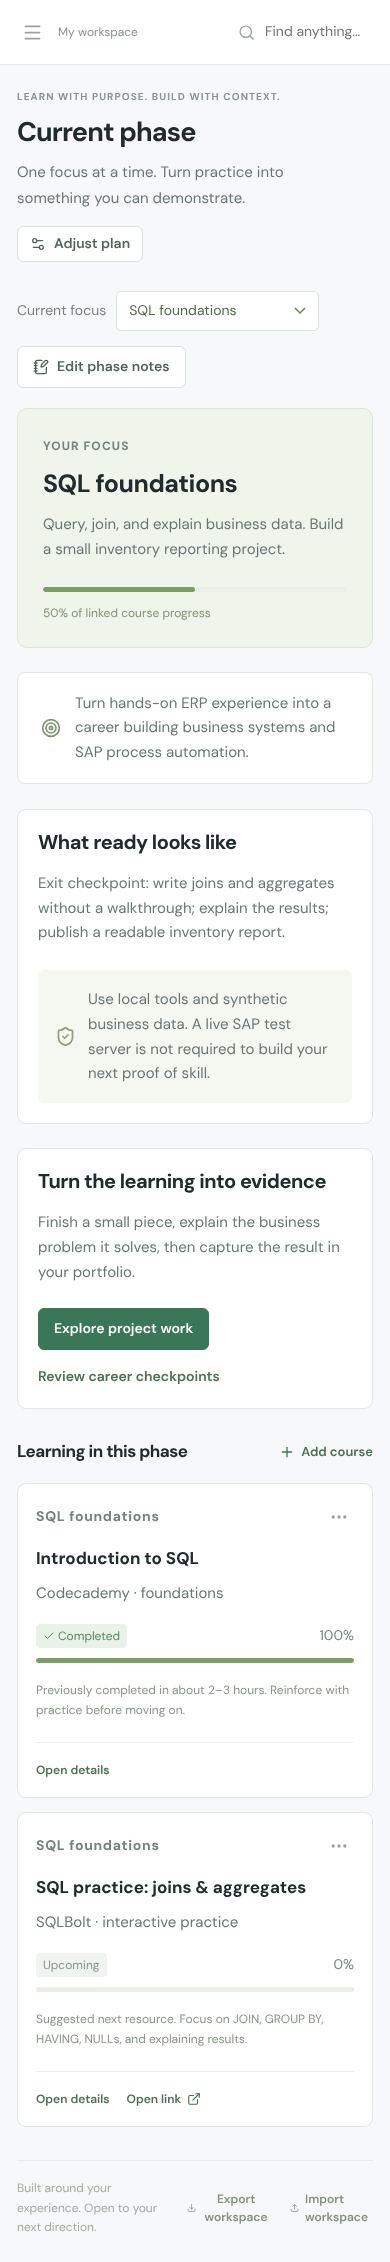 My workspace
Find anything...
LEARN WITH PURPOSE. BUILD WITH CONTEXT.
Current phase
One focus at a time. Turn practice into
something you can demonstrate.
Adjust plan
Current focus
SQL foundations
Edit phase notes
YOUR FOCUS
SQL foundations
Query, join, and explain business data. Build
a small inventory reporting project.
50% of linked course progress
Turn hands-on ERP experience into a
career building business systems and
SAP process automation.
What ready looks like
Exit checkpoint: write joins and aggregates
without a walkthrough; explain the results;
publish a readable inventory report.
Use local tools and synthetic
business data. A live SAP test
server is not required to build your
next proof of skill.
Turn the learning into evidence
Finish a small piece, explain the business
problem it solves, then capture the result in
your portfolio.
Explore project work
Review career checkpoints
Learning in this phase
Add course
SQL foundations
Introduction to SQL
Codecademy · foundations
Completed
100%
Previously completed in about 2–3 hours. Reinforce with
practice before moving on.
Open details
SQL foundations
SQL practice: joins & aggregates
SQLBolt · interactive practice
Upcoming
0%
Suggested next resource. Focus on JOIN, GROUP BY,
HAVING, NULLs, and explaining results.
Open details
Open link
Built around your
experience. Open to your
next direction.
Export
workspace
Import
workspace